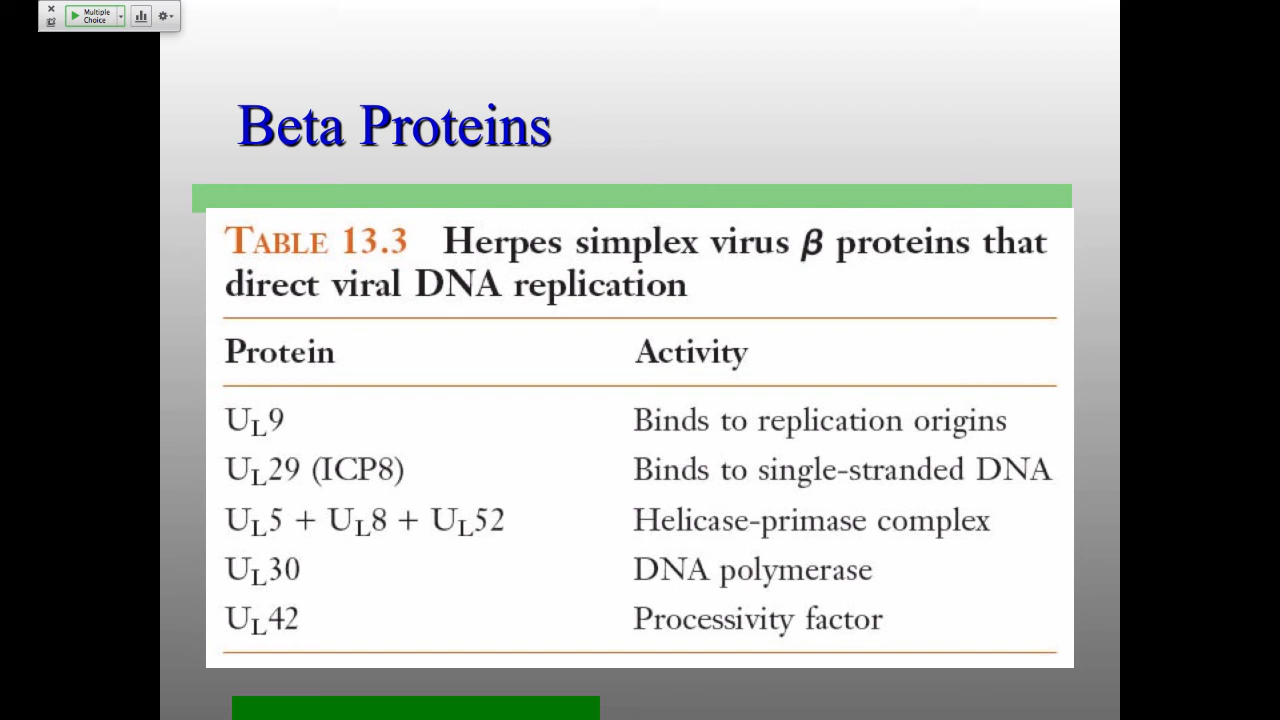 Multiple
Choice
Beta Proteins
TABLE 13.3 Herpes simplex virus β proteins that
direct viral DNA replication
Protein Activity
UL9 Binds to replication origins
UL29 (ICP8) Binds to single-stranded DNA
UL5 + UL8 + UL52 Helicase-primase complex
UL30 DNA polymerase
UL42 Processivity factor